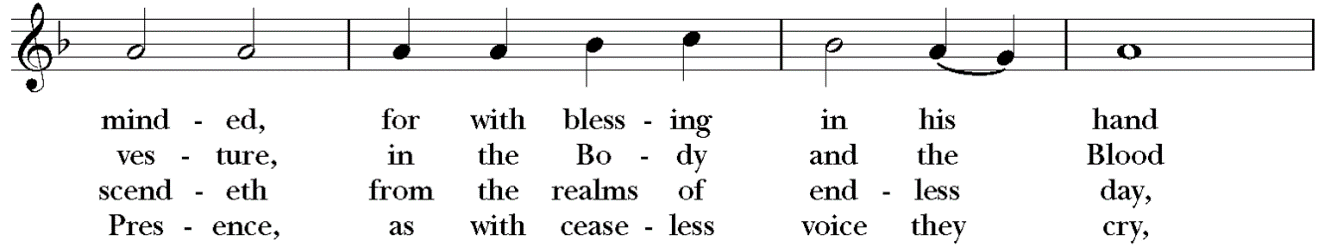 mind - ed, for with bless - ing in his hand
ves - ture, in the Bo - dy and the Blood
scend - eth from the realms of end - less day,
Pres - ence, as with cease - less voice they cry,